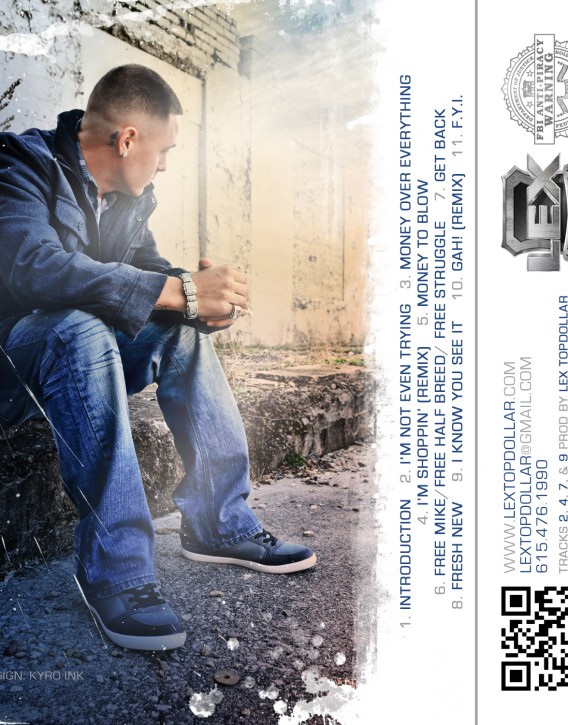 1. INTRODUCTION 2. I'M NOT EVEN TRYING 3. MONEY OVER EVERYTHING
4. I'M SHOPPIN' (REMIX) 5. MONEY TO BLOW
6. FREE MIKE/ FREE HALF BREED/ FREE STRUGGLE 7. GET BACK
8. FRESH NEW 9. I KNOW YOU SEE IT 10. GAH! (REMIX) 11. F.Y.I.
SIGN: KYRO INK
FBI ANTI-PIRACY
WARNING
LEX
WWW.LEXTOPDOLLAR.COM
LEXTOPDOLLAR@GMAIL.COM
615.476.1990
TRACKS 2, 4, 7, & 9 PROD BY LEX TOPDOLLAR